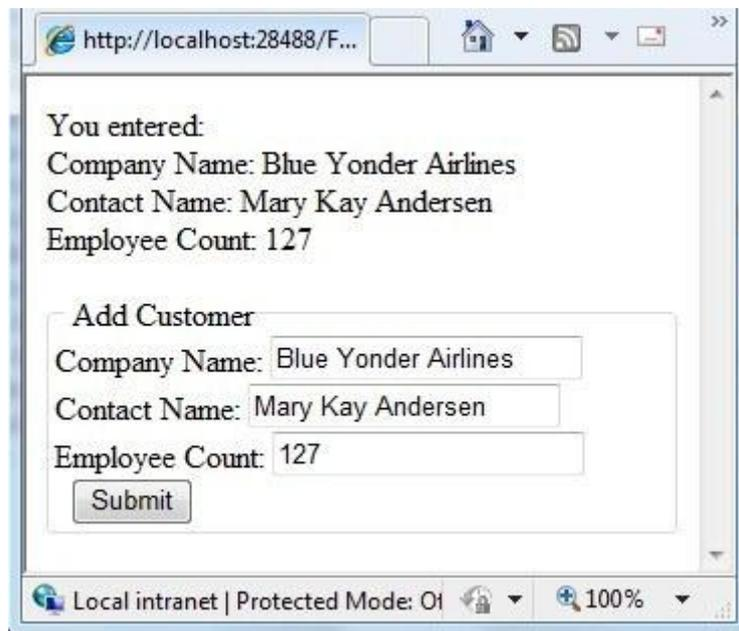 http://localhost:28488/F...
You entered:
Company Name: Blue Yonder Airlines
Contact Name: Mary Kay Andersen
Employee Count: 127
Add Customer
Company Name: Blue Yonder Airlines
Contact Name: Mary Kay Andersen
Employee Count: 127
Submit
Local intranet | Protected Mode: Of 100%